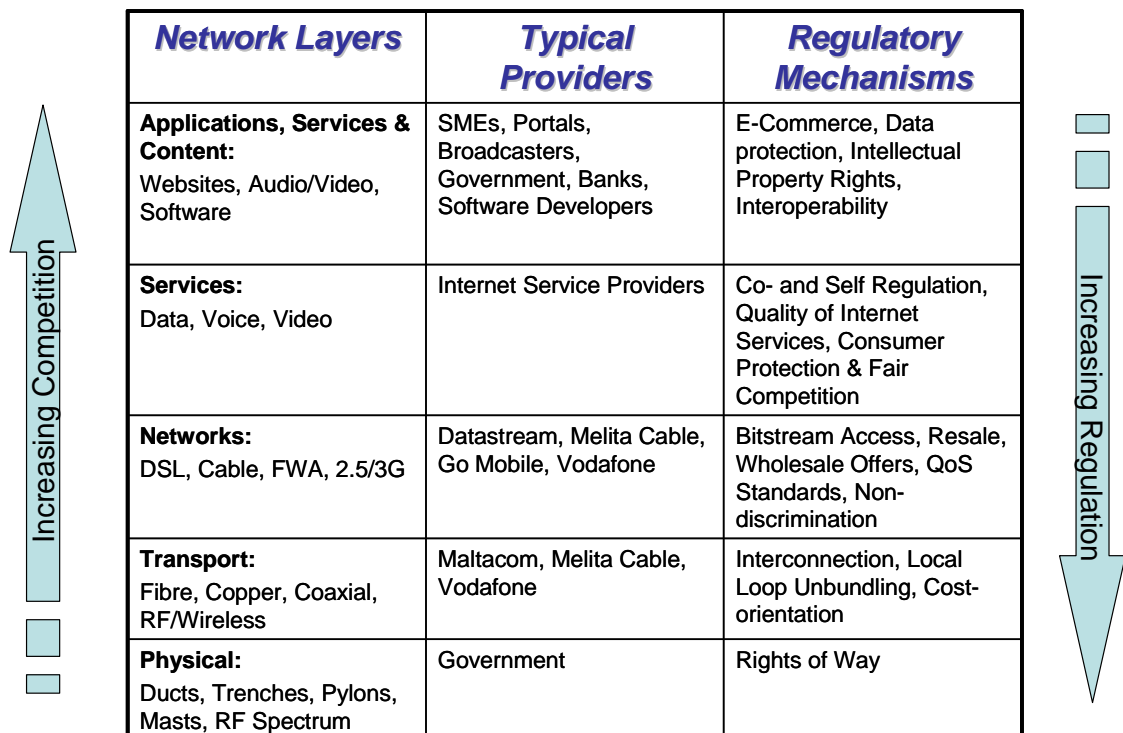 Network Layers
Typical
Providers
Regulatory
Mechanisms
Applications, Services &
Content:
Websites, Audio/Video,
Software
SMEs, Portals,
Broadcasters,
Government, Banks,
Software Developers
E-Commerce, Data
protection, Intellectual
Property Rights,
Interoperability
Services:
Data, Voice, Video
Internet Service Providers
Co- and Self Regulation,
Quality of Internet
Services, Consumer
Protection & Fair
Competition
Networks:
DSL, Cable, FWA, 2.5/3G
Datastream, Melita Cable,
Go Mobile, Vodafone
Bitstream Access, Resale,
Wholesale Offers, QoS
Standards, Non-
discrimination
Transport:
Fibre, Copper, Coaxial,
RF/Wireless
Maltacom, Melita Cable,
Vodafone
Interconnection, Local
Loop Unbundling, Cost-
orientation
Physical:
Ducts, Trenches, Pylons,
Masts, RF Spectrum
Government
Rights of Way
Increasing Competition
Increasing Regulation